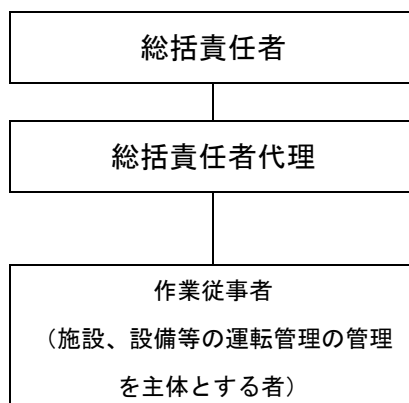 総括責任者
総括責任者代理
作業従事者
（施設、設備等の運転管理の管理
を主体とする者）